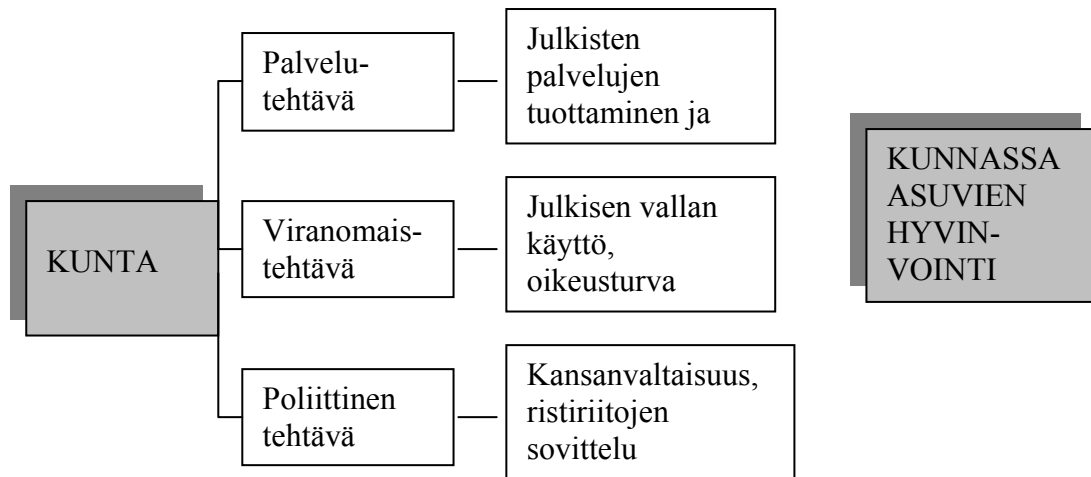 KUNTA
Palvelu-
tehtävä
Julkisten
palvelujen
tuottaminen ja
Viranomais-
tehtävä
Julkisen vallan
käyttö,
oikeusturva
Poliittinen
tehtävä
Kansanvaltaisuus,
ristiriitojen
sovittelu
KUNNASSA
ASUVIEN
HYVIN-
VOINTI